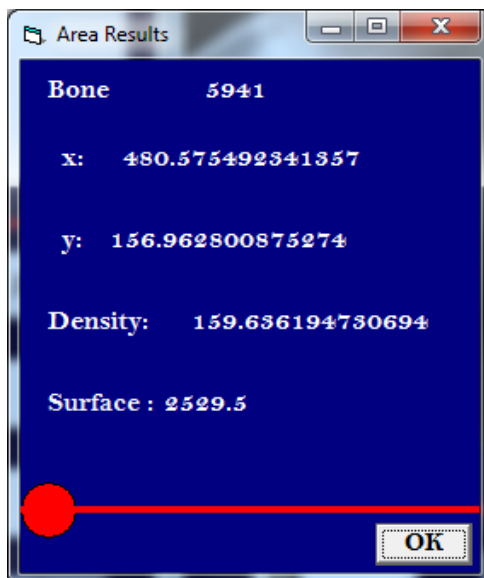 Area Results
Bone 5941
x: 480.575492341357
y: 156.962800875274
Density: 159.636194730694
Surface : 2529.5
OK